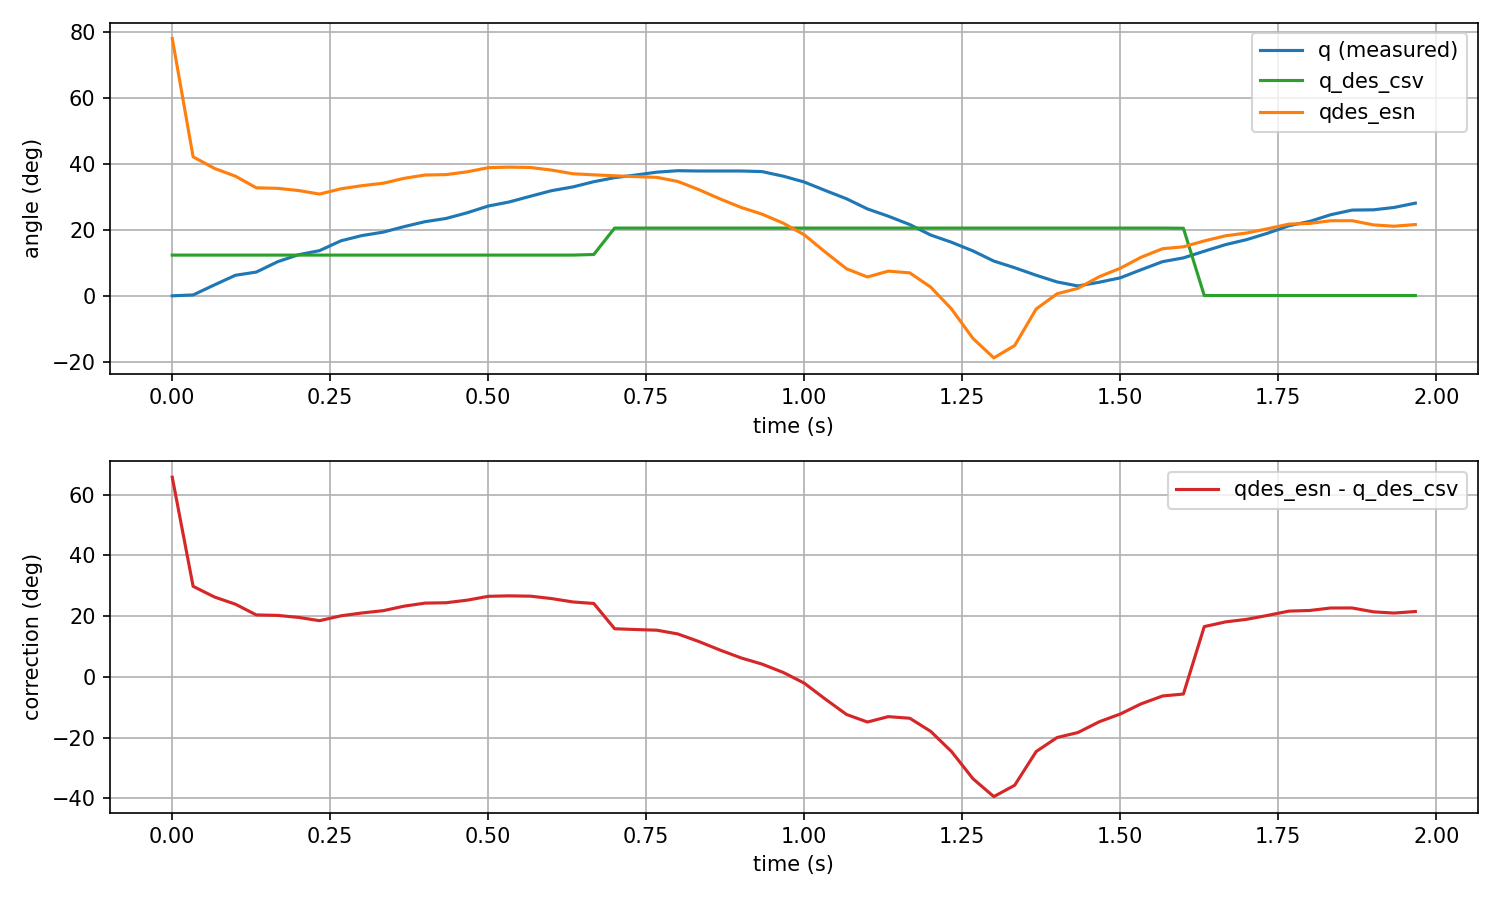 80
60
40
20
0
−20
angle (deg)
q (measured)
q_des_csv
qdes_esn
0.00 0.25 0.50 0.75 1.00 1.25 1.50 1.75 2.00
time (s)
60
40
20
0
−20
−40
correction (deg)
qdes_esn - q_des_csv
0.00 0.25 0.50 0.75 1.00 1.25 1.50 1.75 2.00
time (s)